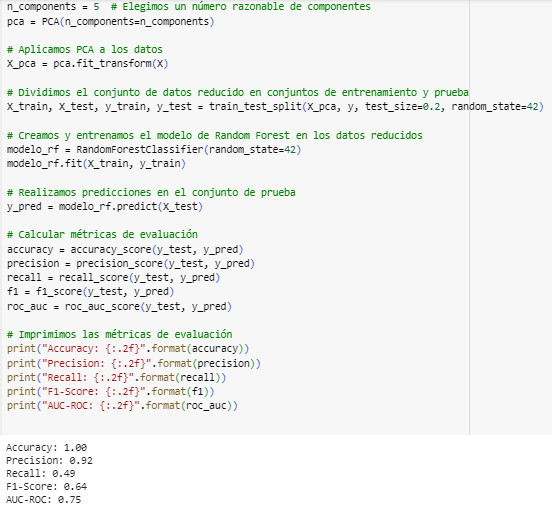 n_components = 5  # Elegimos un número razonable de componentes
pca = PCA(n_components=n_components)
# Aplicamos PCA a los datos
X_pca = pca.fit_transform(X)
# Dividimos el conjunto de datos reducido en conjuntos de entrenamiento y prueba
X_train, X_test, y_train, y_test = train_test_split(X_pca, y, test_size=0.2, random_state=42)
# Creamos y entrenamos el modelo de Random Forest en los datos reducidos
modelo_rf = RandomForestClassifier(random_state=42)
modelo_rf.fit(X_train, y_train)
# Realizamos predicciones en el conjunto de prueba
y_pred = modelo_rf.predict(X_test)
# Calcular métricas de evaluación
accuracy = accuracy_score(y_test, y_pred)
precision = precision_score(y_test, y_pred)
recall = recall_score(y_test, y_pred)
f1 = f1_score(y_test, y_pred)
roc_auc = roc_auc_score(y_test, y_pred)
# Imprimimos las métricas de evaluación
print("Accuracy: {:.2f}".format(accuracy))
print("Precision: {:.2f}".format(precision))
print("Recall: {:.2f}".format(recall))
print("F1-Score: {:.2f}".format(f1))
print("AUC-ROC: {:.2f}".format(roc_auc))
Accuracy: 1.00
Precision: 0.92
Recall: 0.49
F1-Score: 0.64
AUC-ROC: 0.75